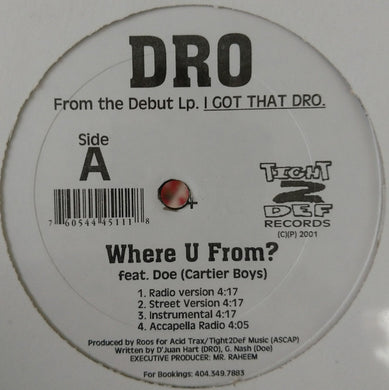 DRO
From the Debut Lp. I GOT THAT DRO.
Side
A
TIGHT
2
DEF
RECORDS
(C)(P) 2001
7 60544 45111 8
Where U From?
feat. Doe (Cartier Boys)
1. Radio version 4:17
2. Street Version 4:17
3. Instrumental 4:17
4. Accapella Radio 4:05
Produced by Roos for Acid Trax/Tight2Def Music (ASCAP)
Written by D'Juan Hart (DRO), G. Nash (Doe)
EXECUTIVE PRODUCER: MR. RAHEEM
For Bookings: 404.349.7883